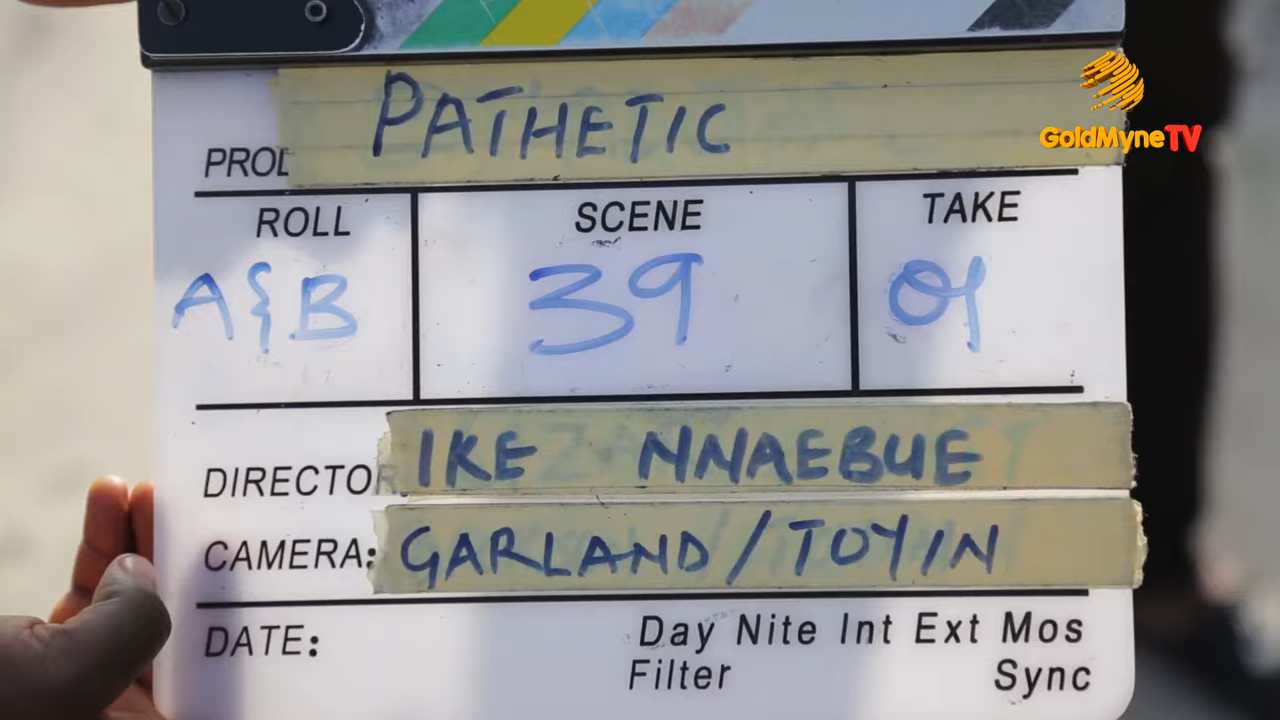 GoldMyneTV
PATHETIC
PROD
ROLL SCENE TAKE
A&B 39 01
DIRECTOR IKE NNAEBUE
CAMERA: GARLAND/TOYIN
DATE: Day Nite Int Ext Mos
Filter Sync